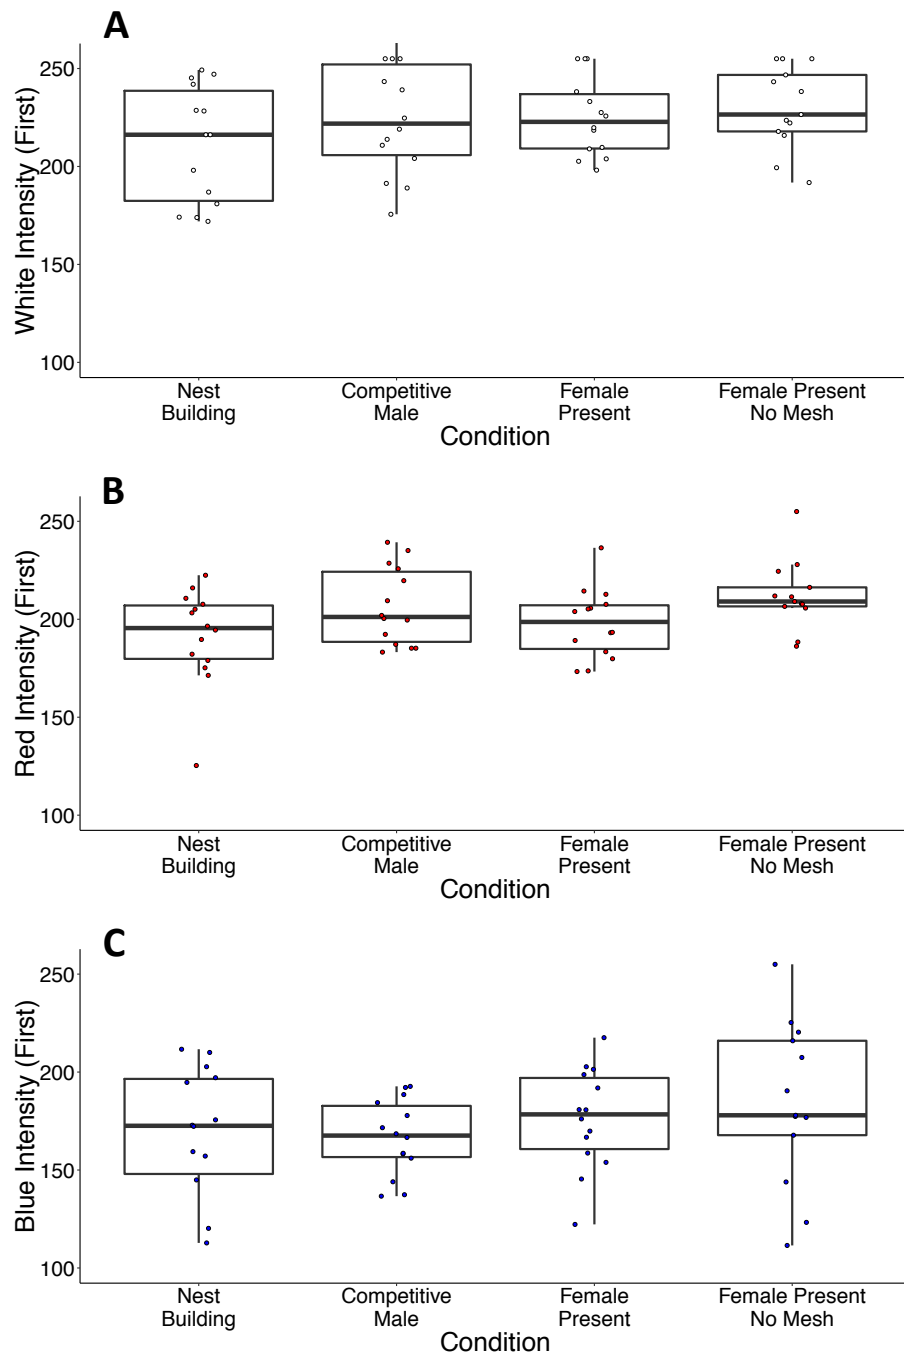 A
White Intensity (First)
250
200
150
100
Nest Building
Competitive Male
Female Present
Female Present No Mesh
Condition
B
Red Intensity (First)
250
200
150
100
Nest Building
Competitive Male
Female Present
Female Present No Mesh
Condition
C
Blue Intensity (First)
250
200
150
100
Nest Building
Competitive Male
Female Present
Female Present No Mesh
Condition